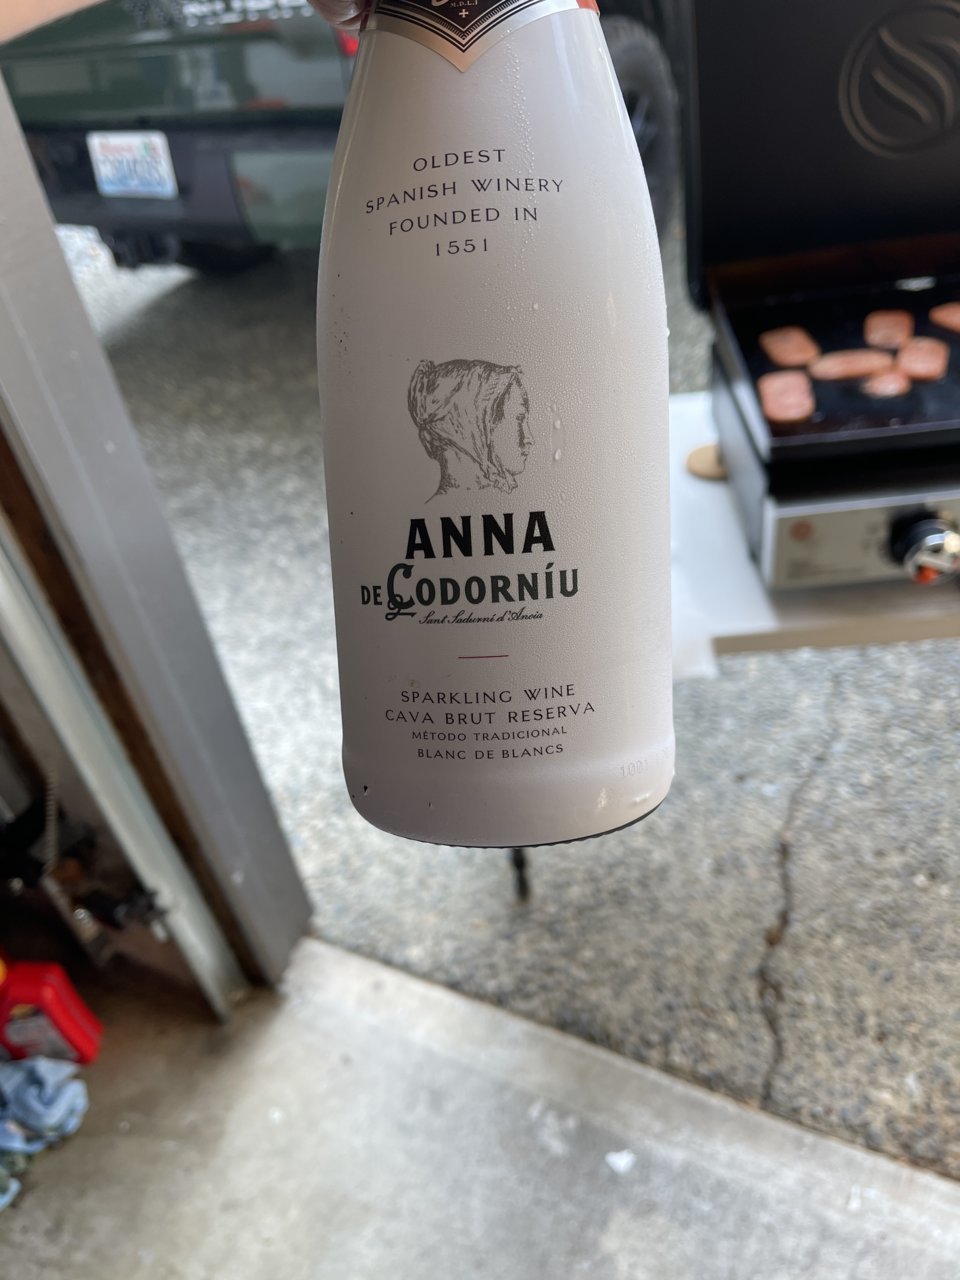 M.D.L.I
OLDEST
SPANISH WINERY
FOUNDED IN
1551
ANNA
DE CODORNÍU
Sant Sadurní d'Anoia
SPARKLING WINE
CAVA BRUT RESERVA
MÉTODO TRADICIONAL
BLANC DE BLANCS